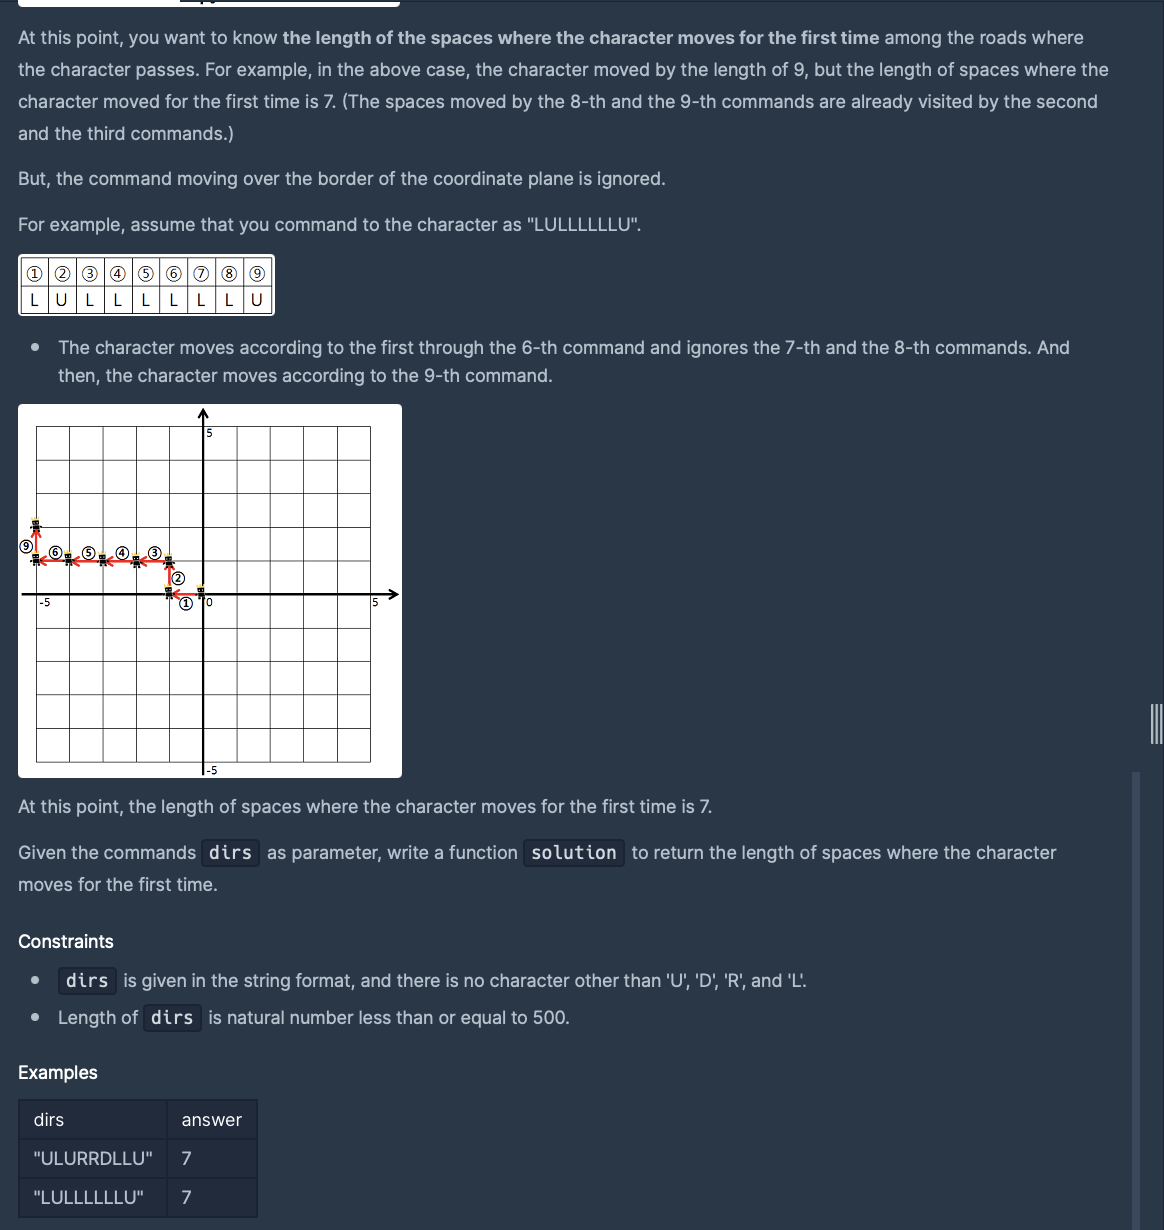 At this point, you want to know the length of the spaces where the character moves for the first time among the roads where
the character passes. For example, in the above case, the character moved by the length of 9, but the length of spaces where the
character moved for the first time is 7. (The spaces moved by the 8-th and the 9-th commands are already visited by the second
and the third commands.)
But, the command moving over the border of the coordinate plane is ignored.
For example, assume that you command to the character as "LULLLLLLU".
① ② ③ ④ ⑤ ⑥ ⑦ ⑧ ⑨
L U L L L L L L U
The character moves according to the first through the 6-th command and ignores the 7-th and the 8-th commands. And
then, the character moves according to the 9-th command.
5
⑨ ⑥ ⑤ ④ ③
②
-5 ① 0 5
-5
At this point, the length of spaces where the character moves for the first time is 7.
Given the commands dirs as parameter, write a function solution to return the length of spaces where the character
moves for the first time.
Constraints
dirs is given in the string format, and there is no character other than 'U', 'D', 'R', and 'L'.
Length of dirs is natural number less than or equal to 500.
Examples
dirs answer
"ULURRDLLU" 7
"LULLLLLLU" 7